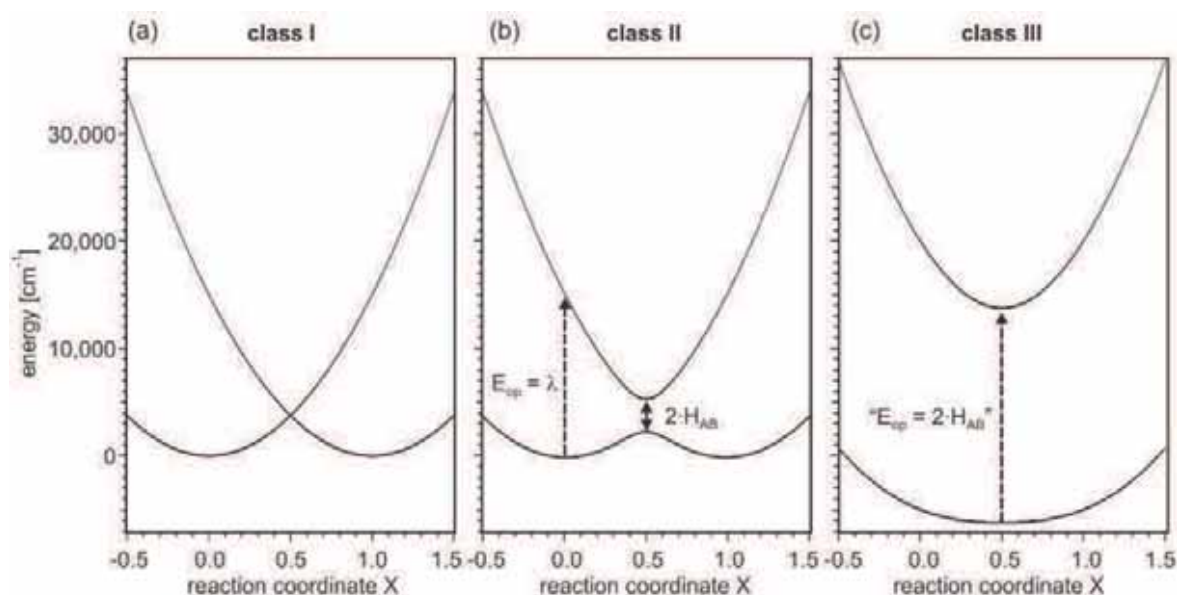 (a) class I
(b) class II
(c) class III
energy [cm⁻¹]
30,000
20,000
10,000
0
E_op = λ
2·H_AB
"E_op = 2·H_AB"
-0.5 0.0 0.5 1.0 1.5
-0.5 0.0 0.5 1.0 1.5
-0.5 0.0 0.5 1.0 1.5
reaction coordinate X
reaction coordinate X
reaction coordinate X